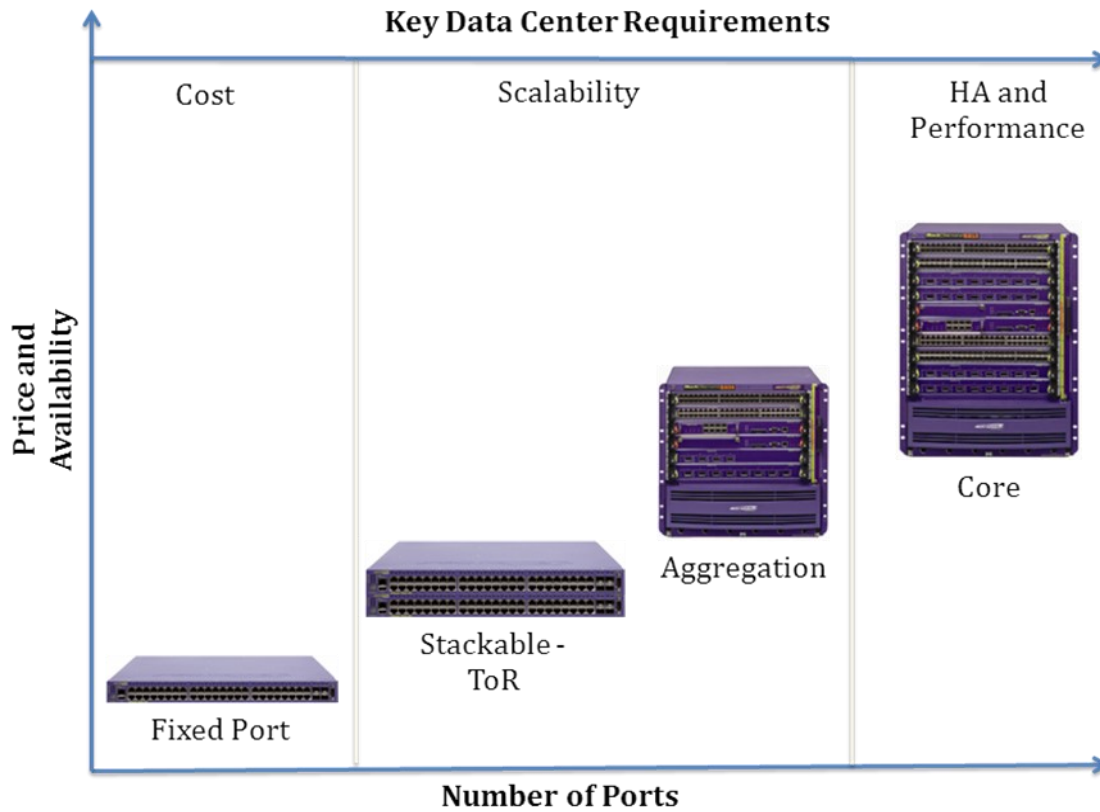 Key Data Center Requirements
Cost
Scalability
HA and
Performance
Price and
Availability
Core
Aggregation
Stackable -
ToR
Fixed Port
Number of Ports